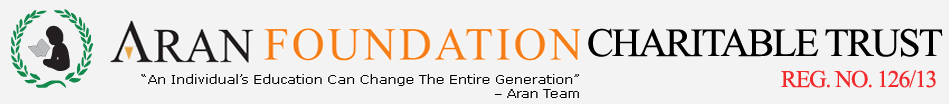 ARAN FOUNDATION CHARITABLE TRUST
REG. NO. 126/13
“An Individual’s Education Can Change The Entire Generation”
– Aran Team